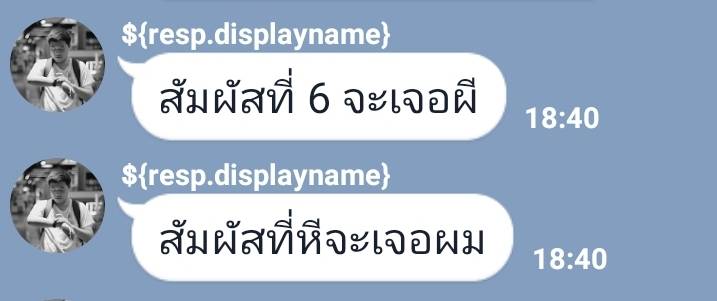 ${resp.displayname}
สัมผัสที่ 6 จะเจอผี
18:40
${resp.displayname}
สัมผัสที่หีจะเจอผม
18:40